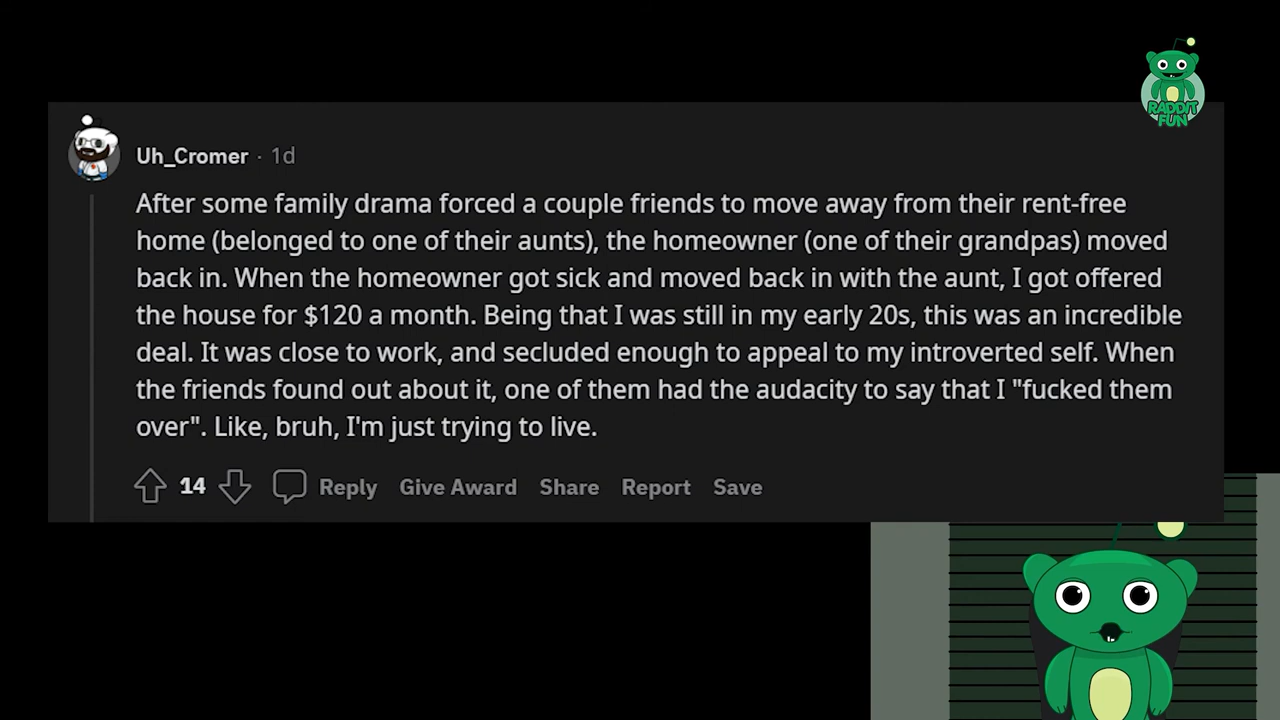 RADDIT
FUN
Uh_Cromer · 1d
After some family drama forced a couple friends to move away from their rent-free
home (belonged to one of their aunts), the homeowner (one of their grandpas) moved
back in. When the homeowner got sick and moved back in with the aunt, I got offered
the house for $120 a month. Being that I was still in my early 20s, this was an incredible
deal. It was close to work, and secluded enough to appeal to my introverted self. When
the friends found out about it, one of them had the audacity to say that I "fucked them
over". Like, bruh, I'm just trying to live.
14 Reply Give Award Share Report Save